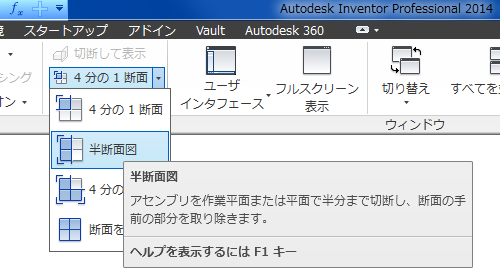 fx
Autodesk Inventor Professional 2014
スタートアップ アドイン Vault Autodesk 360
切断して表示
4 分の 1 断面
シング
オン
ユーザ
インタフェース
フルスクリーン
表示
切り替え
すべてを
ウィンドウ
4 分の 1 断面
半断面図
4 分の
断面を
半断面図
アセンブリを作業平面または平面で半分まで切断し、断面の手
前の部分を取り除きます。
ヘルプを表示するには F1 キー